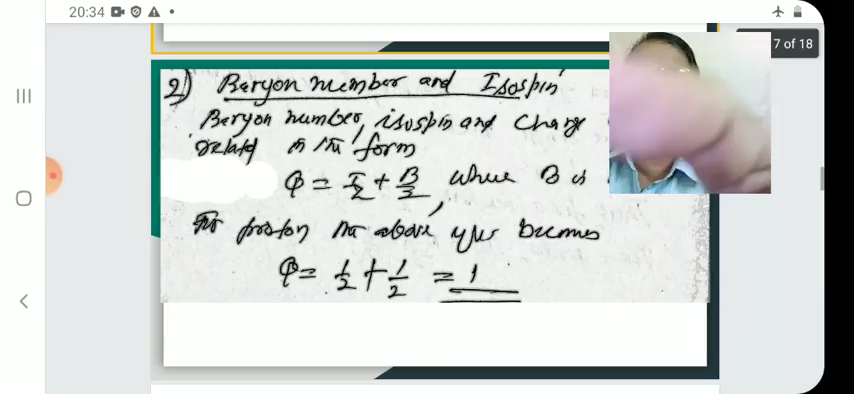 20:34
7 of 18
2) Baryon number and Isospin
Baryon number, isospin and charge
related in the form
Q = I/2 + B/2, where B is
For proton the above eqn becomes
Q = 1/2 + 1/2 = 1